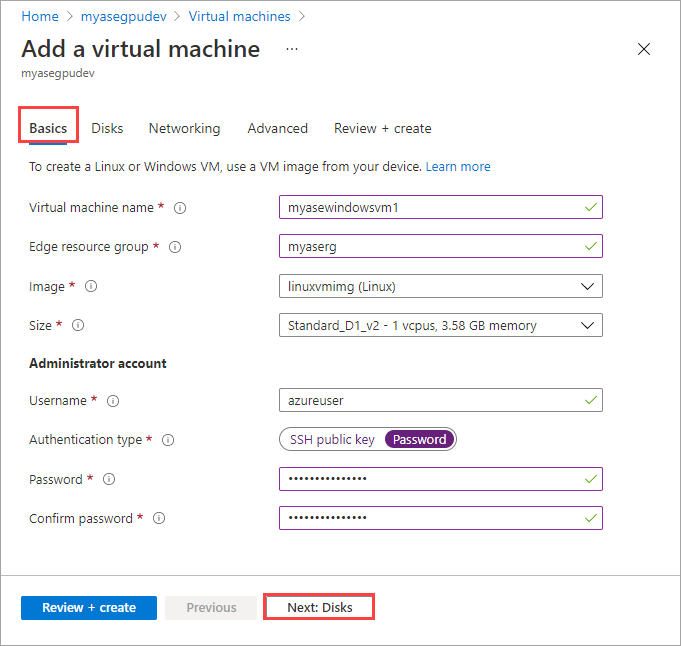 Home > myasegpudev > Virtual machines >
Add a virtual machine ...
myasegpudev
Basics Disks Networking Advanced Review + create
To create a Linux or Windows VM, use a VM image from your device. Learn more
Virtual machine name * myasewindowsvm1
Edge resource group * myaserg
Image * linuxvmimg (Linux)
Size * Standard_D1_v2 - 1 vcpus, 3.58 GB memory
Administrator account
Username * azureuser
Authentication type * SSH public key Password
Password * •••••••••••••••
Confirm password * •••••••••••••••
Review + create Previous Next: Disks